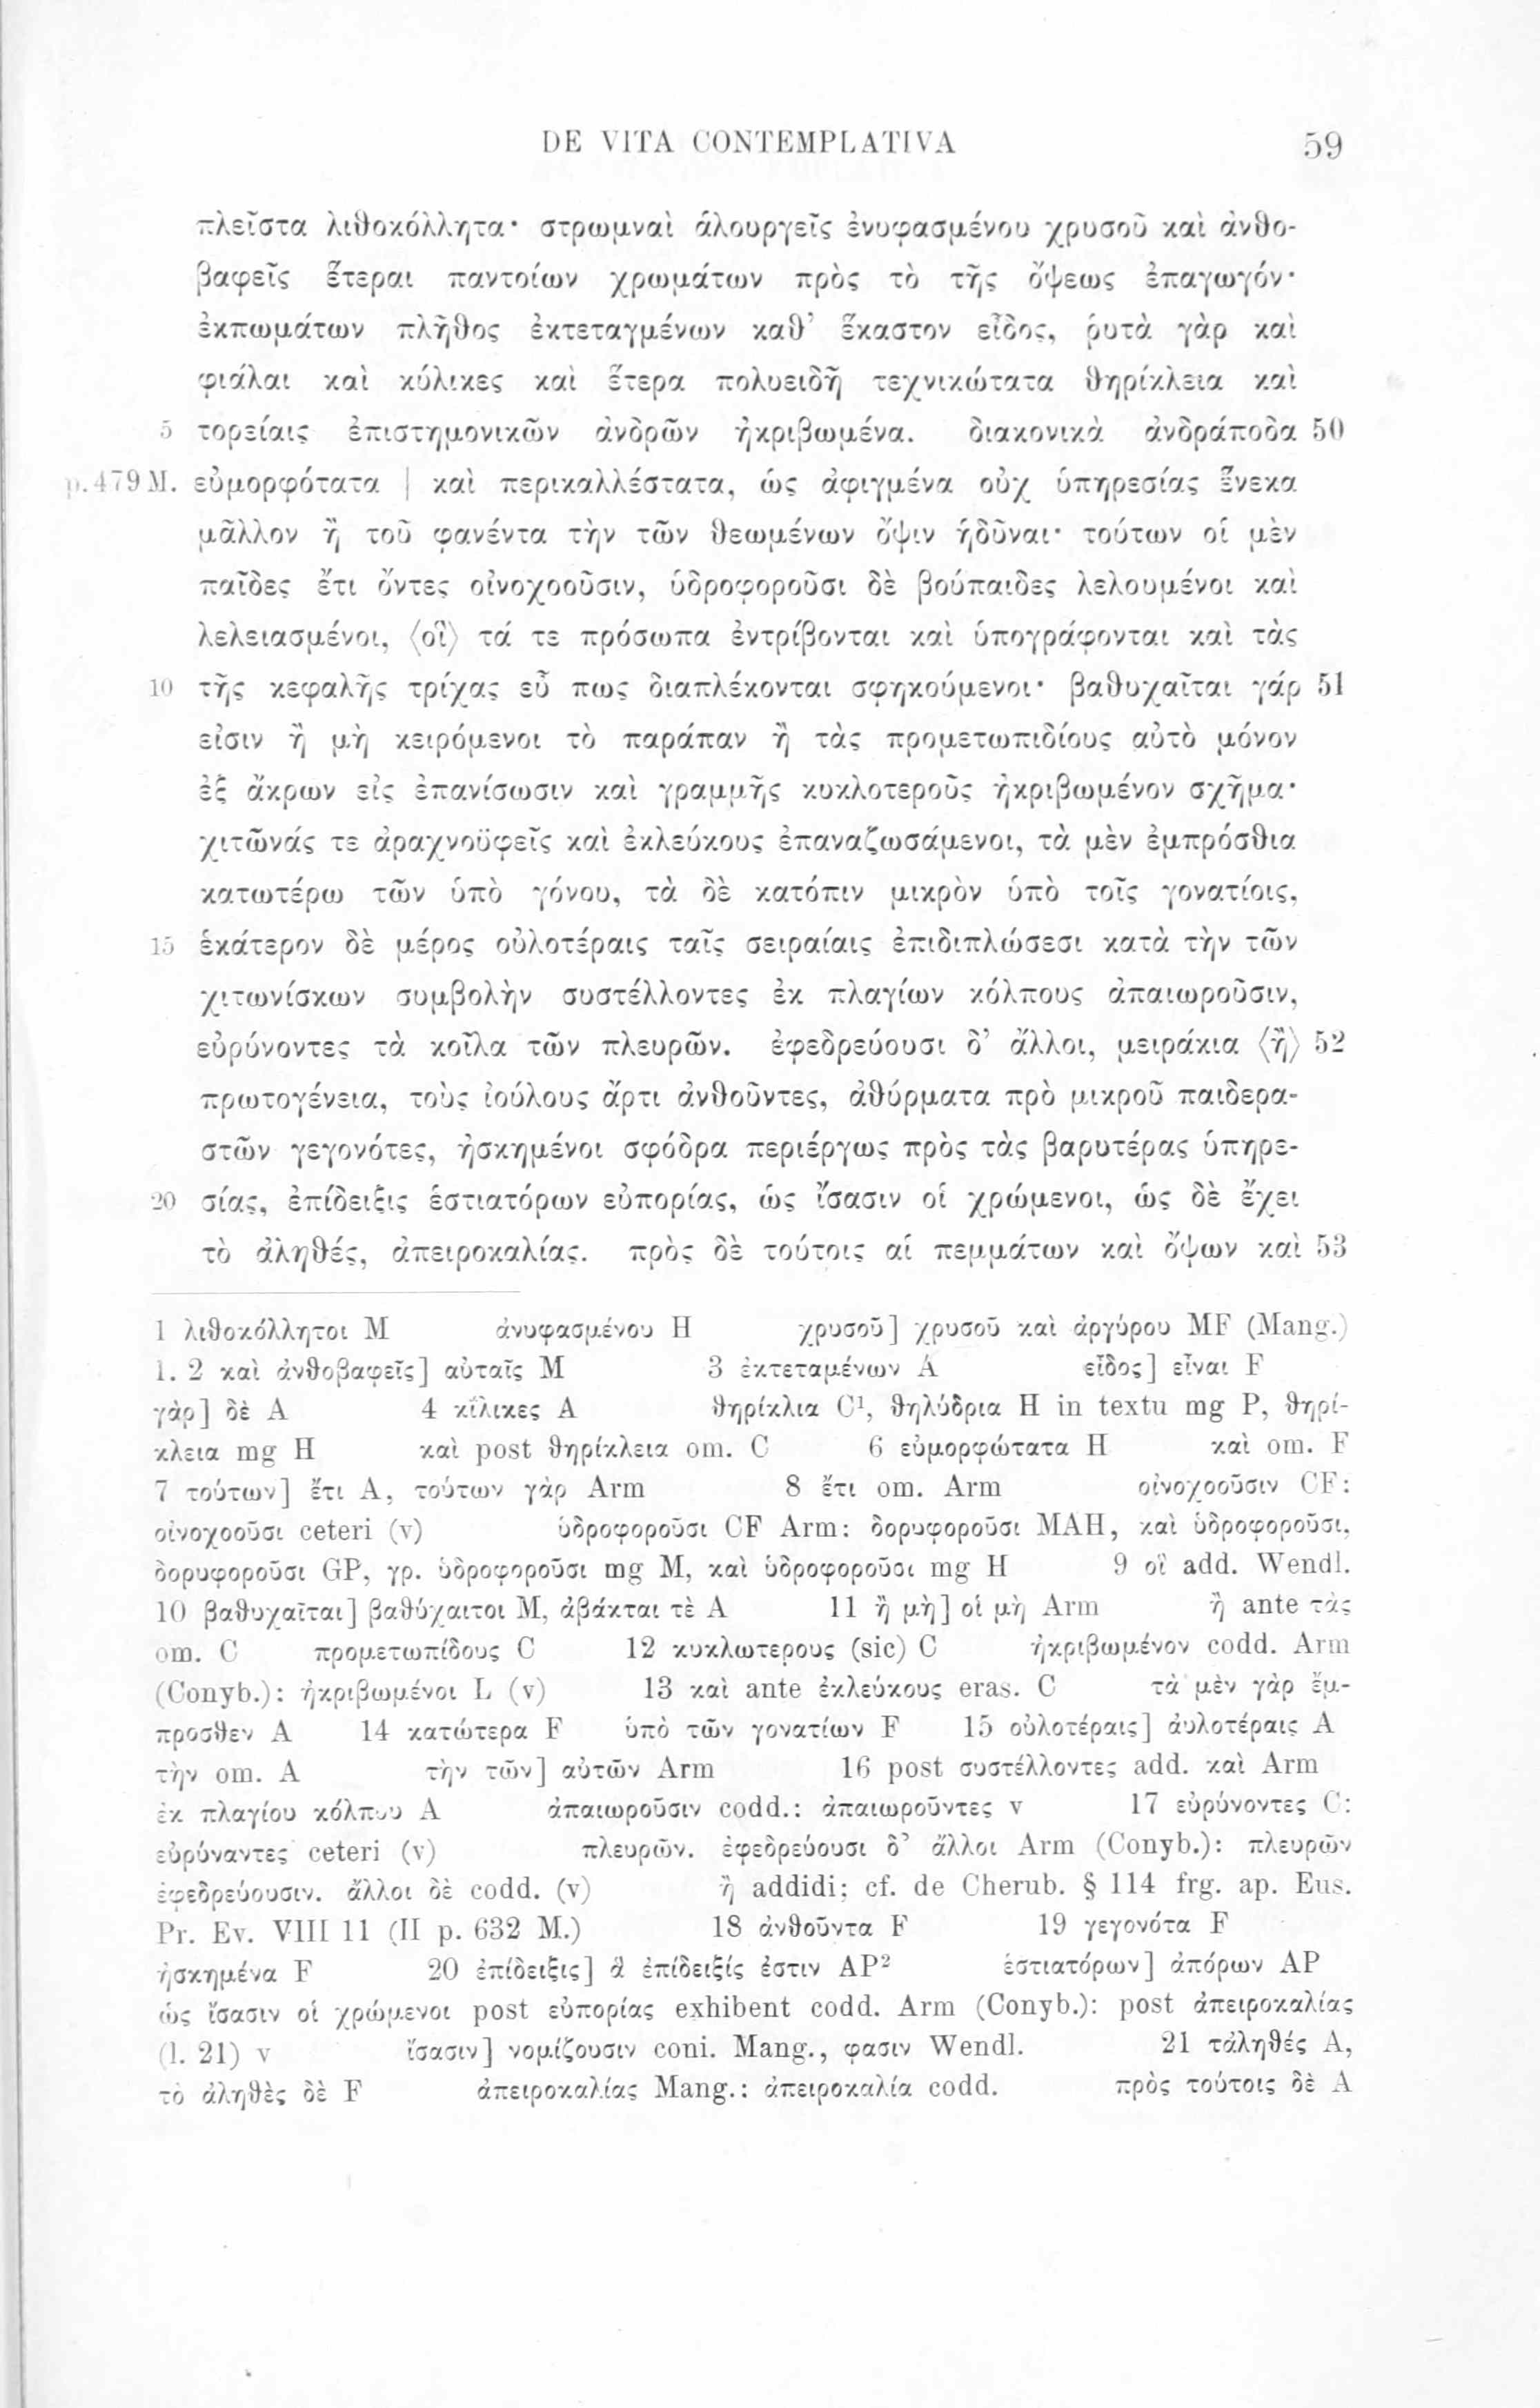 DE VITA CONTEMPLATIVA 59
πλεῖστα λιθοκόλλητα· στρωμναὶ ἁλουργεῖς ἐνυφασμένου χρυσοῦ καὶ ἀνθο-
βαφεῖς ἕτεραι παντοίων χρωμάτων πρὸς τὸ τῆς ὄψεως ἐπαγωγόν·
ἐκπωμάτων πλῆθος ἐκτεταγμένων καθ’ ἕκαστον εἶδος, ῥυτὰ γὰρ καὶ
φιάλαι καὶ κύλικες καὶ ἕτερα πολυειδῆ τεχνικώτατα θηρίκλεια καὶ
5 τορείαις ἐπιστημονικῶν ἀνδρῶν ἠκριβωμένα. διακονικὰ ἀνδράποδα 50
p.479 M. εὐμορφότατα | καὶ περικαλλέστατα, ὡς ἀφιγμένα οὐχ ὑπηρεσίας ἕνεκα
μᾶλλον ἢ τοῦ φανέντα τὴν τῶν θεωμένων ὄψιν ἡδῦναι· τούτων οἱ μὲν
παῖδες ἔτι ὄντες οἰνοχοοῦσιν, ὑδροφοροῦσι δὲ βούπαιδες λελουμένοι καὶ
λελειασμένοι, ⟨οἳ⟩ τά τε πρόσωπα ἐντρίβονται καὶ ὑπογράφονται καὶ τὰς
10 τῆς κεφαλῆς τρίχας εὖ πως διαπλέκονται σφηκούμενοι· βαθυχαῖται γάρ 51
εἰσιν ἢ μὴ κειρόμενοι τὸ παράπαν ἢ τὰς προμετωπιδίους αὐτὸ μόνον
ἐξ ἄκρων εἰς ἐπανίσωσιν καὶ γραμμῆς κυκλοτεροῦς ἠκριβωμένον σχῆμα·
χιτῶνάς τε ἀραχνοϋφεῖς καὶ ἐκλεύκους ἐπαναζωσάμενοι, τὰ μὲν ἐμπρόσθια
κατωτέρω τῶν ὑπὸ γόνου, τὰ δὲ κατόπιν μικρὸν ὑπὸ τοῖς γονατίοις,
15 ἑκάτερον δὲ μέρος οὐλοτέραις ταῖς σειραίαις ἐπιδιπλώσεσι κατὰ τὴν τῶν
χιτωνίσκων συμβολὴν συστέλλοντες ἐκ πλαγίων κόλπους ἀπαιωροῦσιν,
εὐρύνοντες τὰ κοῖλα τῶν πλευρῶν. ἐφεδρεύουσι δ’ ἄλλοι, μειράκια ⟨ἢ⟩ 52
πρωτογένεια, τοὺς ἰούλους ἄρτι ἀνθοῦντες, ἀθύρματα πρὸ μικροῦ παιδερα-
στῶν γεγονότες, ἠσκημένοι σφόδρα περιέργως πρὸς τὰς βαρυτέρας ὑπηρε-
20 σίας, ἐπίδειξις ἑστιατόρων εὐπορίας, ὡς ἴσασιν οἱ χρώμενοι, ὡς δὲ ἔχει
τὸ ἀληθές, ἀπειροκαλίας. πρὸς δὲ τούτοις αἱ πεμμάτων καὶ ὄψων καὶ 53
1 λιθοκόλλητοι M ἀνυφασμένου H χρυσοῦ] χρυσοῦ καὶ ἀργύρου MF (Mang.)
1. 2 καὶ ἀνθοβαφεῖς] αὐταῖς M 3 ἐκτεταμένων A εἶδος] εἶναι F
γὰρ] δὲ A 4 κίλικες A θηρίκλια C¹, θηλύδρια H in textu mg P, θηρί-
κλεια mg H καὶ post θηρίκλεια om. C 6 εὐμορφώτατα H καὶ om. F
7 τούτων] ἔτι A, τούτων γὰρ Arm 8 ἔτι om. Arm οἰνοχοοῦσιν CF:
οἰνοχοοῦσι ceteri (v) ὑδροφοροῦσι CF Arm: δορυφοροῦσι MAH, καὶ ὑδροφοροῦσι,
δορυφοροῦσι GP, γρ. ὑδροφοροῦσι mg M, καὶ ὑδροφοροῦσι mg H 9 οἳ add. Wendl.
10 βαθυχαῖται] βαθύχαιτοι M, ἀβάκται τὲ A 11 ἢ μὴ] οἱ μὴ Arm ἢ ante τὰς
om. C προμετωπίδους C 12 κυκλωτερους (sic) C ἠκριβωμένον codd. Arm
(Conyb.): ἠκριβωμένοι L (v) 13 καὶ ante ἐκλεύκους eras. C τὰ μὲν γὰρ ἔμ-
προσθεν A 14 κατώτερα F ὑπὸ τῶν γονατίων F 15 οὐλοτέραις] ἀυλοτέραις A
τὴν om. A τὴν τῶν] αὐτῶν Arm 16 post συστέλλοντες add. καὶ Arm
ἐκ πλαγίου κόλπου A ἀπαιωροῦσιν codd.: ἀπαιωροῦντες v 17 εὐρύνοντες C:
εὐρύναντες ceteri (v) πλευρῶν. ἐφεδρεύουσι δ’ ἄλλοι Arm (Conyb.): πλευρῶν
ἐφεδρεύουσιν. ἄλλοι δὲ codd. (v) ἢ addidi; cf. de Cherub. § 114 frg. ap. Eus.
Pr. Ev. VIII 11 (II p. 632 M.) 18 ἀνθοῦντα F 19 γεγονότα F
ἠσκημένα F 20 ἐπίδειξις] ἃ ἐπίδειξίς ἐστιν AP² ἑστιατόρων] ἀπόρων AP
ὡς ἴσασιν οἱ χρώμενοι post εὐπορίας exhibent codd. Arm (Conyb.): post ἀπειροκαλίας
(l. 21) v ἴσασιν] νομίζουσιν coni. Mang., φασιν Wendl. 21 τἀληθές A,
τὸ ἀληθὲς δὲ F ἀπειροκαλίας Mang.: ἀπειροκαλία codd. πρὸς τούτοις δὲ A